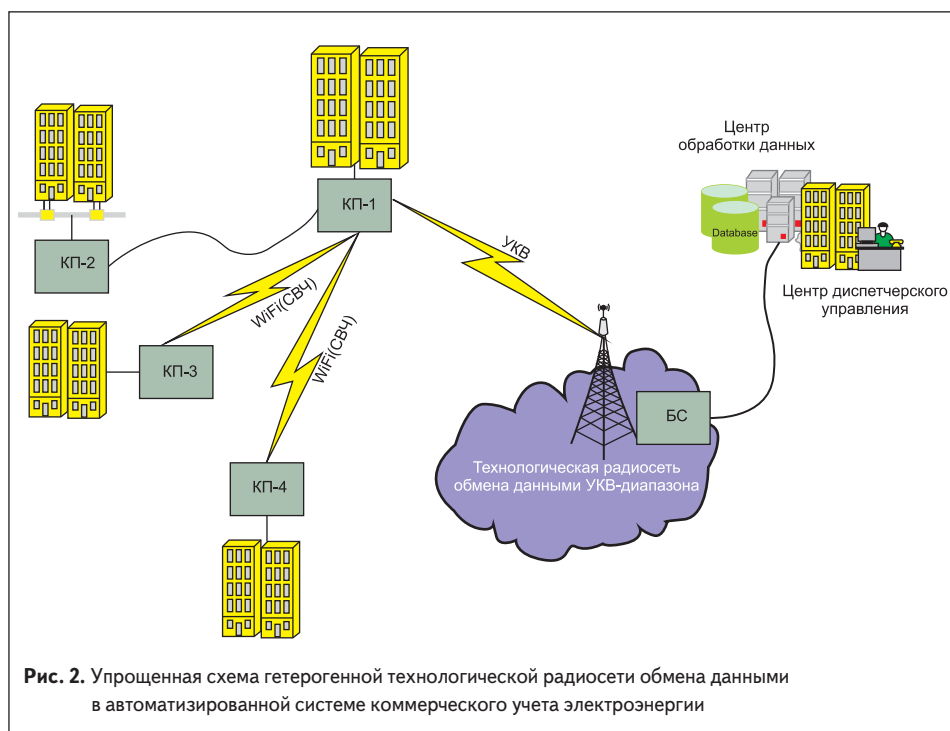 КП-1
КП-2
WiFi(СВЧ)
КП-3
WiFi(СВЧ)
КП-4
УКВ
Центр
обработки данных
Database
Центр диспетчерского
управления
БС
Технологическая радиосеть
обмена данными УКВ-диапазона
Рис. 2. Упрощенная схема гетерогенной технологической радиосети обмена данными
в автоматизированной системе коммерческого учета электроэнергии